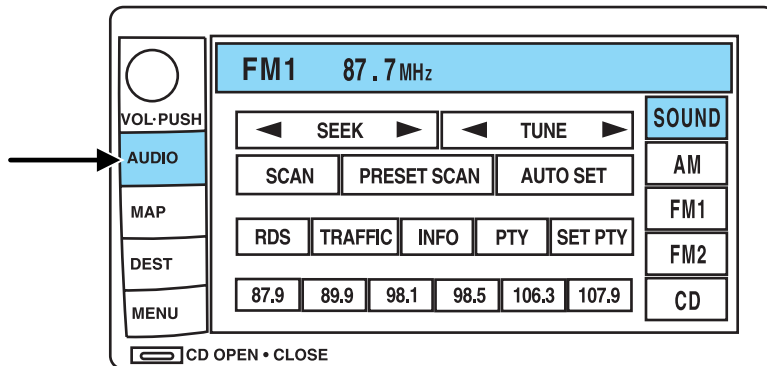 FM1 87.7 MHz
VOL·PUSH
AUDIO
MAP
DEST
MENU
SEEK TUNE
SCAN PRESET SCAN AUTO SET
RDS TRAFFIC INFO PTY SET PTY
87.9 89.9 98.1 98.5 106.3 107.9
SOUND
AM
FM1
FM2
CD
CD OPEN • CLOSE